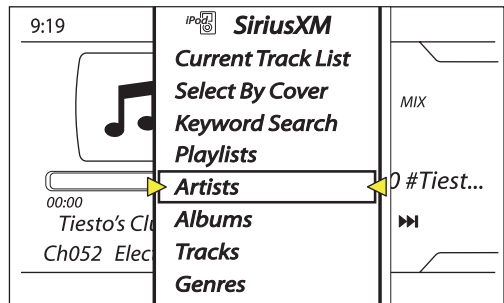 9:19
iPod SiriusXM
Current Track List
Select By Cover
Keyword Search
Playlists
Artists
Albums
Tracks
Genres
MIX
0 #Tiest...
00:00
Tiesto's Clu
Ch052 Elec